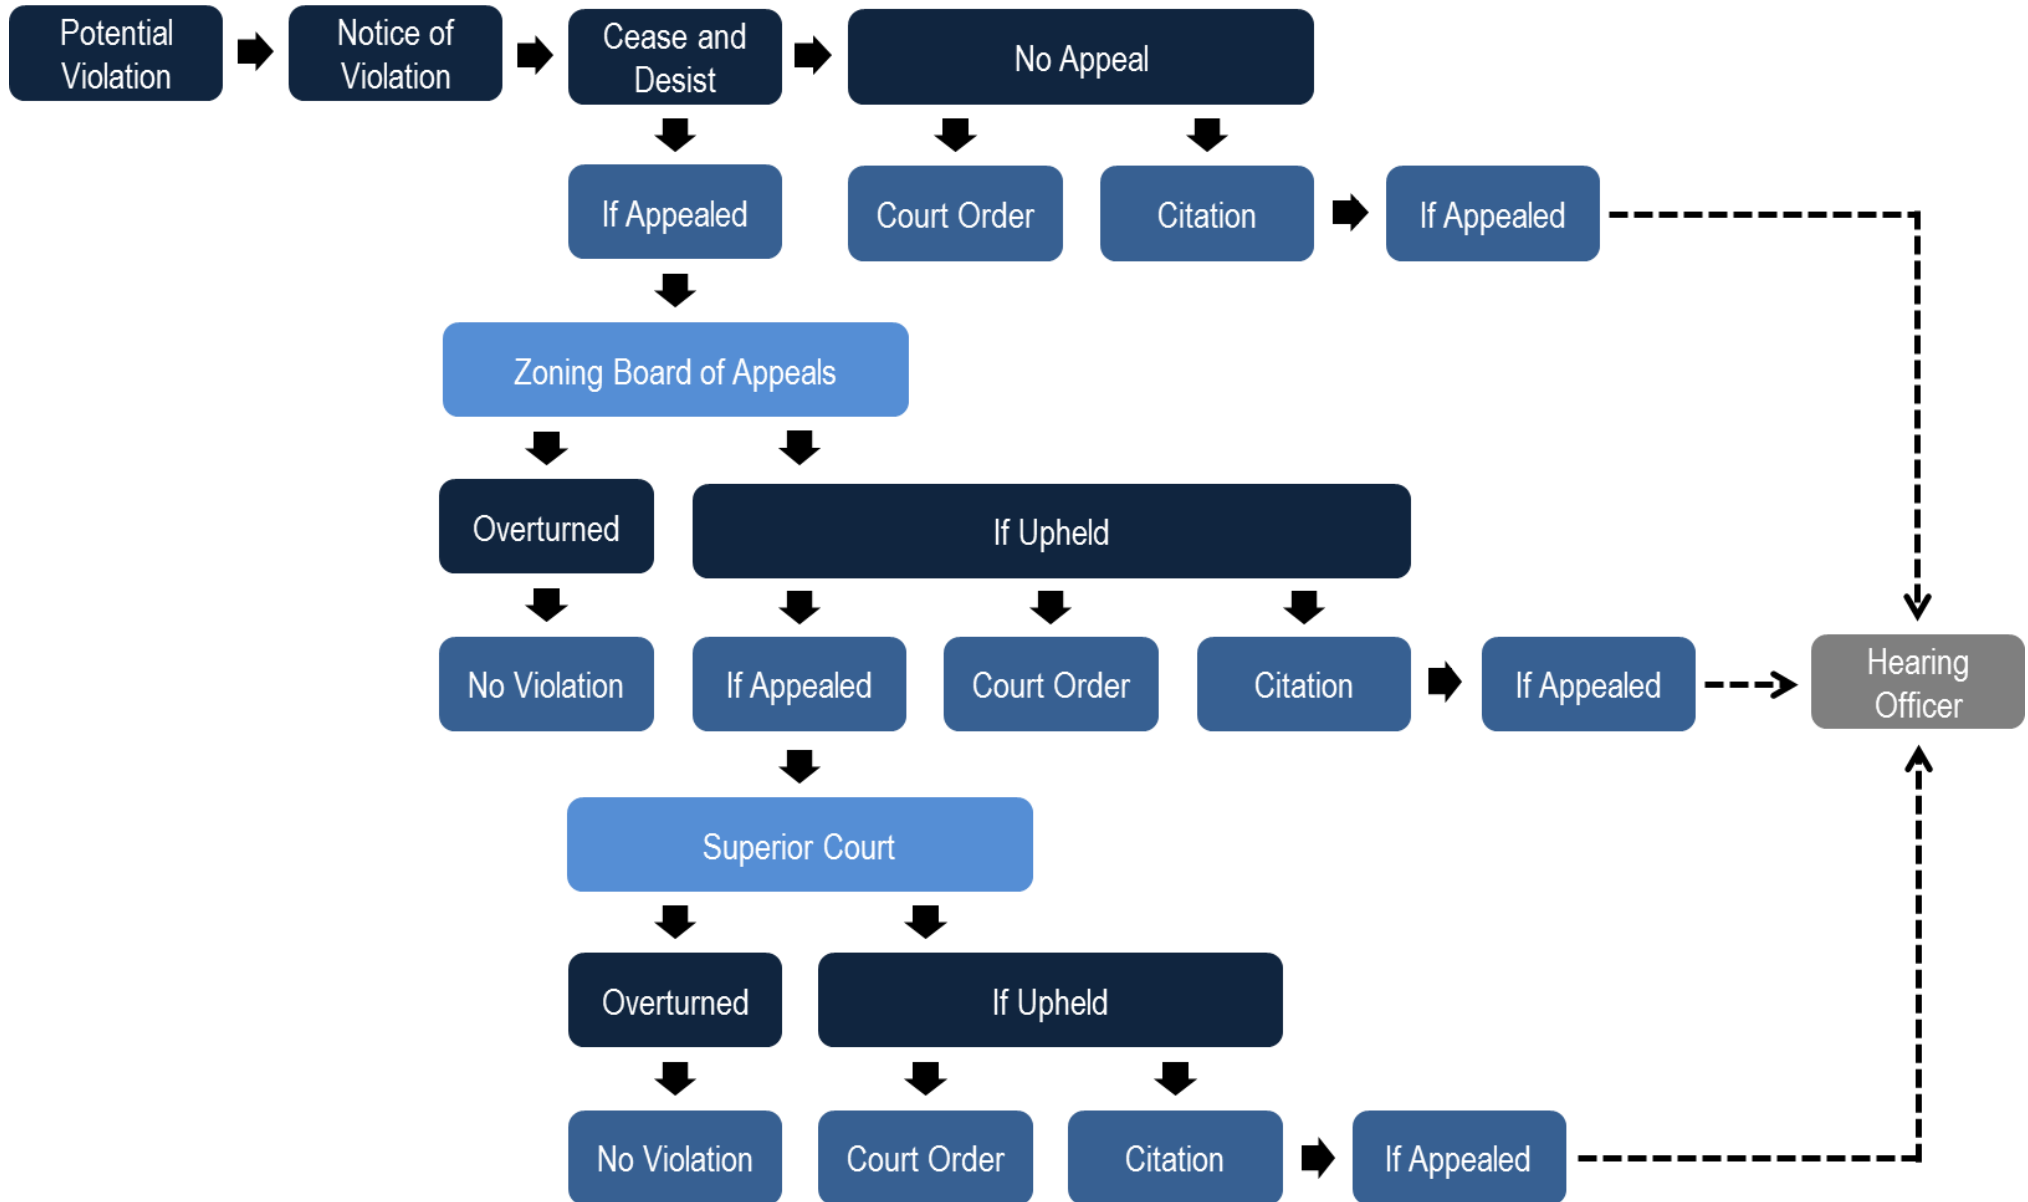 Potential
Violation
Notice of
Violation
Cease and
Desist
No Appeal
If Appealed
Court Order
Citation
If Appealed
Zoning Board of Appeals
Overturned
If Upheld
No Violation
If Appealed
Court Order
Citation
If Appealed
Hearing
Officer
Superior Court
Overturned
If Upheld
No Violation
Court Order
Citation
If Appealed